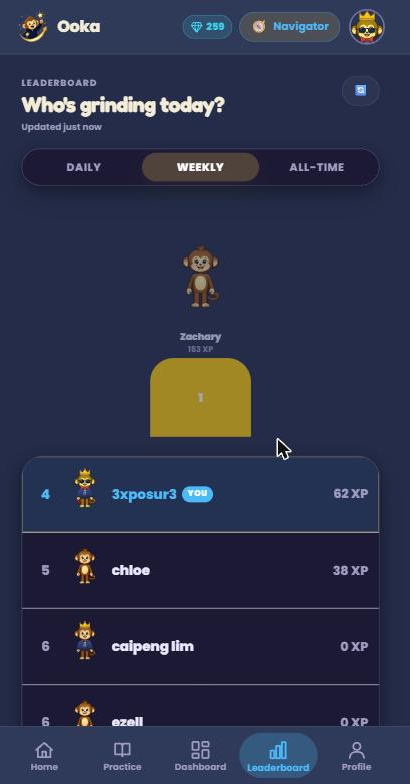 Ooka
259
Navigator
LEADERBOARD
Who's grinding today?
Updated just now
DAILY
WEEKLY
ALL-TIME
Zachary
153 XP
1
4 3xposur3 YOU 62 XP
5 chloe 38 XP
6 caipeng lim 0 XP
6 ezell 0 XP
Home
Practice
Dashboard
Leaderboard
Profile